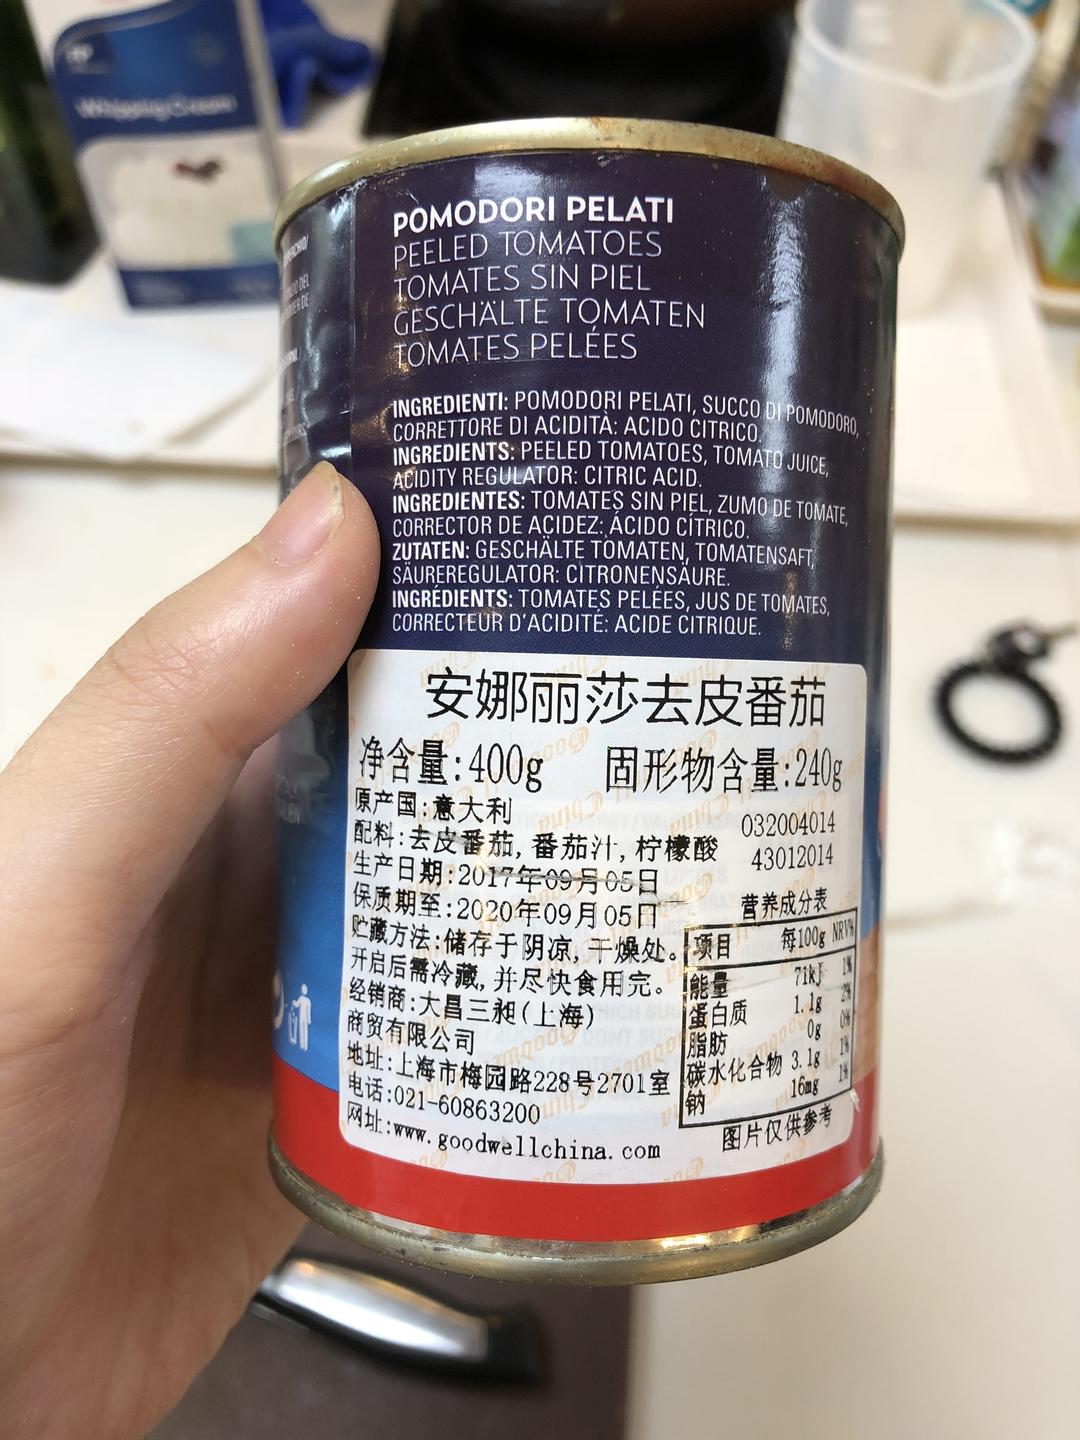 Whipping Cream
POMODORI PELATI
PEELED TOMATOES
TOMATES SIN PIEL
GESCHÄLTE TOMATEN
TOMATES PELÉES
INGREDIENTI: POMODORI PELATI, SUCCO DI POMODORO,
CORRETTORE DI ACIDITÀ: ACIDO CITRICO.
INGREDIENTS: PEELED TOMATOES, TOMATO JUICE,
ACIDITY REGULATOR: CITRIC ACID.
INGREDIENTES: TOMATES SIN PIEL, ZUMO DE TOMATE,
CORRECTOR DE ACIDEZ: ÁCIDO CÍTRICO.
ZUTATEN: GESCHÄLTE TOMATEN, TOMATENSAFT,
SÄUREREGULATOR: CITRONENSÄURE.
INGRÉDIENTS: TOMATES PELÉES, JUS DE TOMATES,
CORRECTEUR D'ACIDITÉ: ACIDE CITRIQUE.
安娜丽莎去皮番茄
净含量:400g 固形物含量:240g
原产国:意大利
配料:去皮番茄,番茄汁,柠檬酸
生产日期:2017年09月05日
保质期至:2020年09月05日
贮藏方法:储存于阴凉,干燥处。
开启后需冷藏,并尽快食用完。
经销商:大昌三昶(上海)
商贸有限公司
地址:上海市梅园路228号2701室
电话:021-60863200
网址:www.goodwellchina.com
032004014
43012014
营养成分表
项目 每100g NRV%
能量 71kJ 1%
蛋白质 1.1g 2%
脂肪 0g 0%
碳水化合物 3.1g 1%
钠 16mg 1%
图片仅供参考